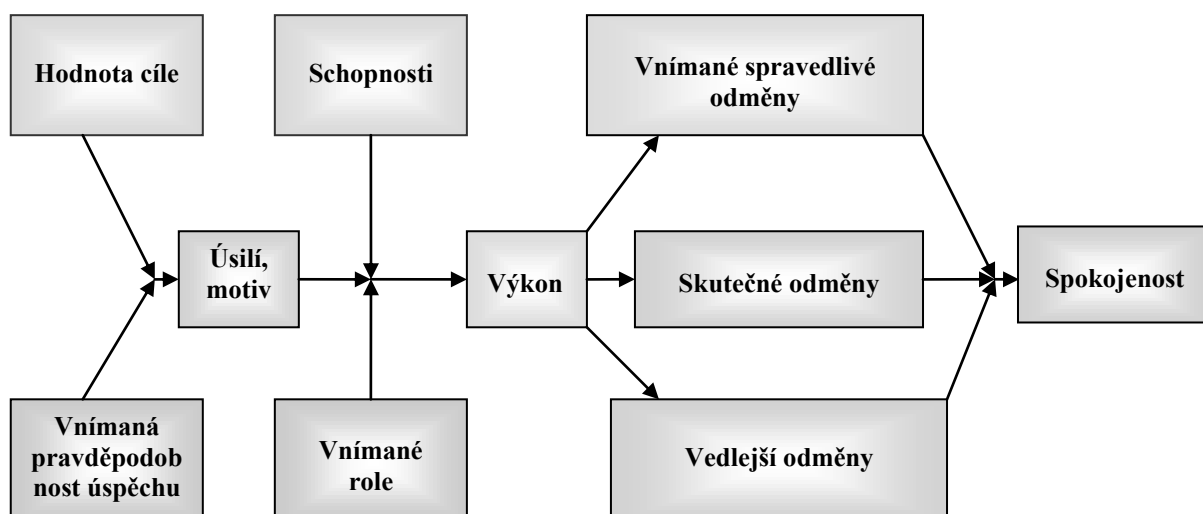 Hodnota cíle
Schopnosti
Vnímané spravedlivé
odměny
Úsilí,
motiv
Výkon
Skutečné odměny
Spokojenost
Vnímaná
pravděpodob
nost úspěchu
Vnímané
role
Vedlejší odměny